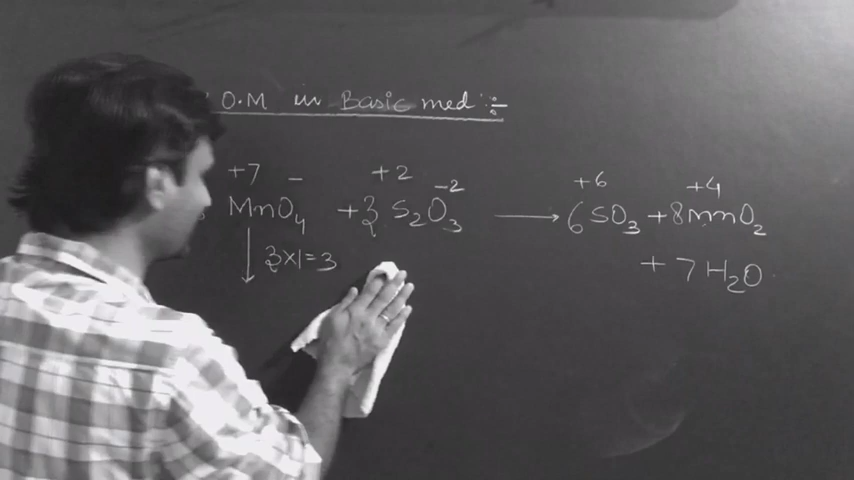 O.M in Basic med :-
+7 - +2 -2 +6 +4
MnO4 +3 S2O3 → 6 SO3 + 8 MnO2
3×1=3 + 7 H2O